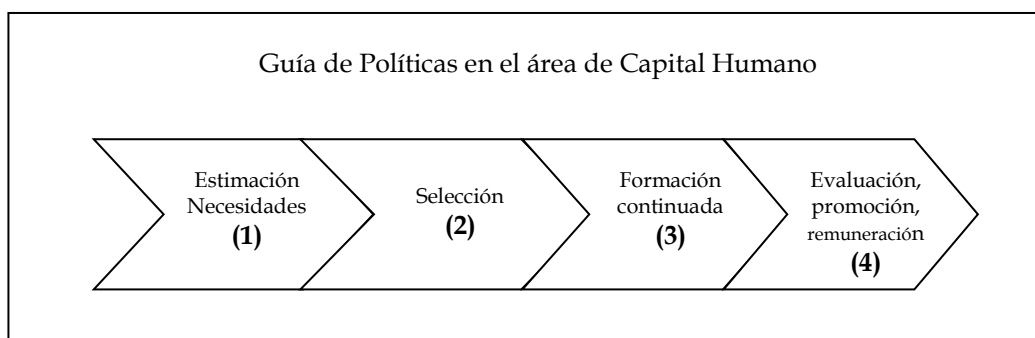 Guía de Políticas en el área de Capital Humano
Estimación
Necesidades
(1)
Selección
(2)
Formación
continuada
(3)
Evaluación,
promoción,
remuneración
(4)